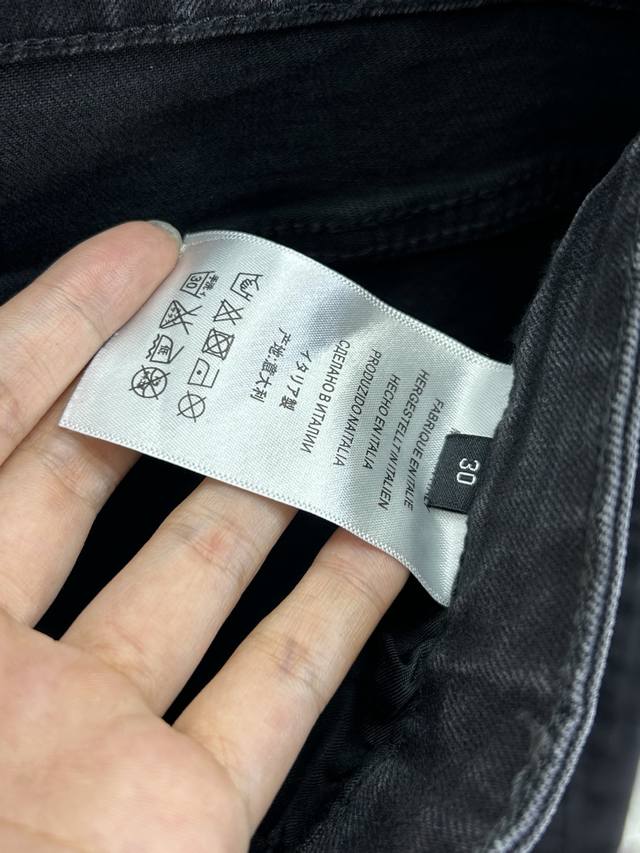 FABRIQUE EN ITALIE
HERGESTELLT IN ITALIEN
HECHO EN ITALIA
PRODUZIDO NA ITALIA
СДЕЛАНО В ИТАЛИИ
イタリア製
产地:意大利
30
30